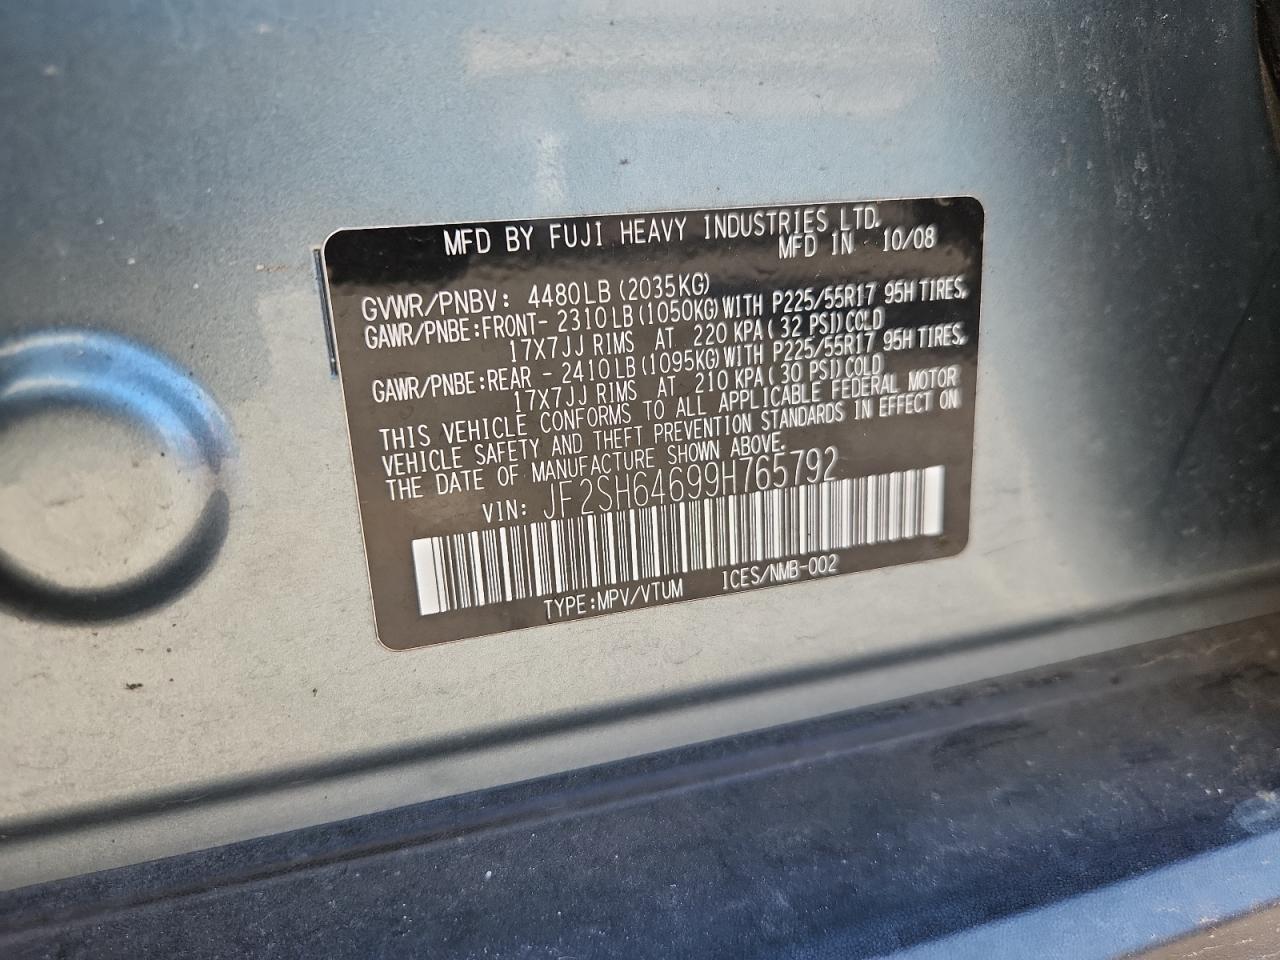 MFD BY FUJI HEAVY INDUSTRIES LTD.
MFD IN 10/08
GVWR/PNBV: 4480LB (2035KG)
GAWR/PNBE:FRONT- 2310LB (1050KG) WITH P225/55R17 95H TIRES,
17X7JJ RIMS AT 220 KPA ( 32 PSI) COLD
GAWR/PNBE:REAR - 2410LB (1095KG) WITH P225/55R17 95H TIRES,
17X7JJ RIMS AT 210 KPA ( 30 PSI) COLD
THIS VEHICLE CONFORMS TO ALL APPLICABLE FEDERAL MOTOR
VEHICLE SAFETY AND THEFT PREVENTION STANDARDS IN EFFECT ON
THE DATE OF MANUFACTURE SHOWN ABOVE.
VIN: JF2SH64699H765792
TYPE:MPV/VTUM ICES/NMB-002